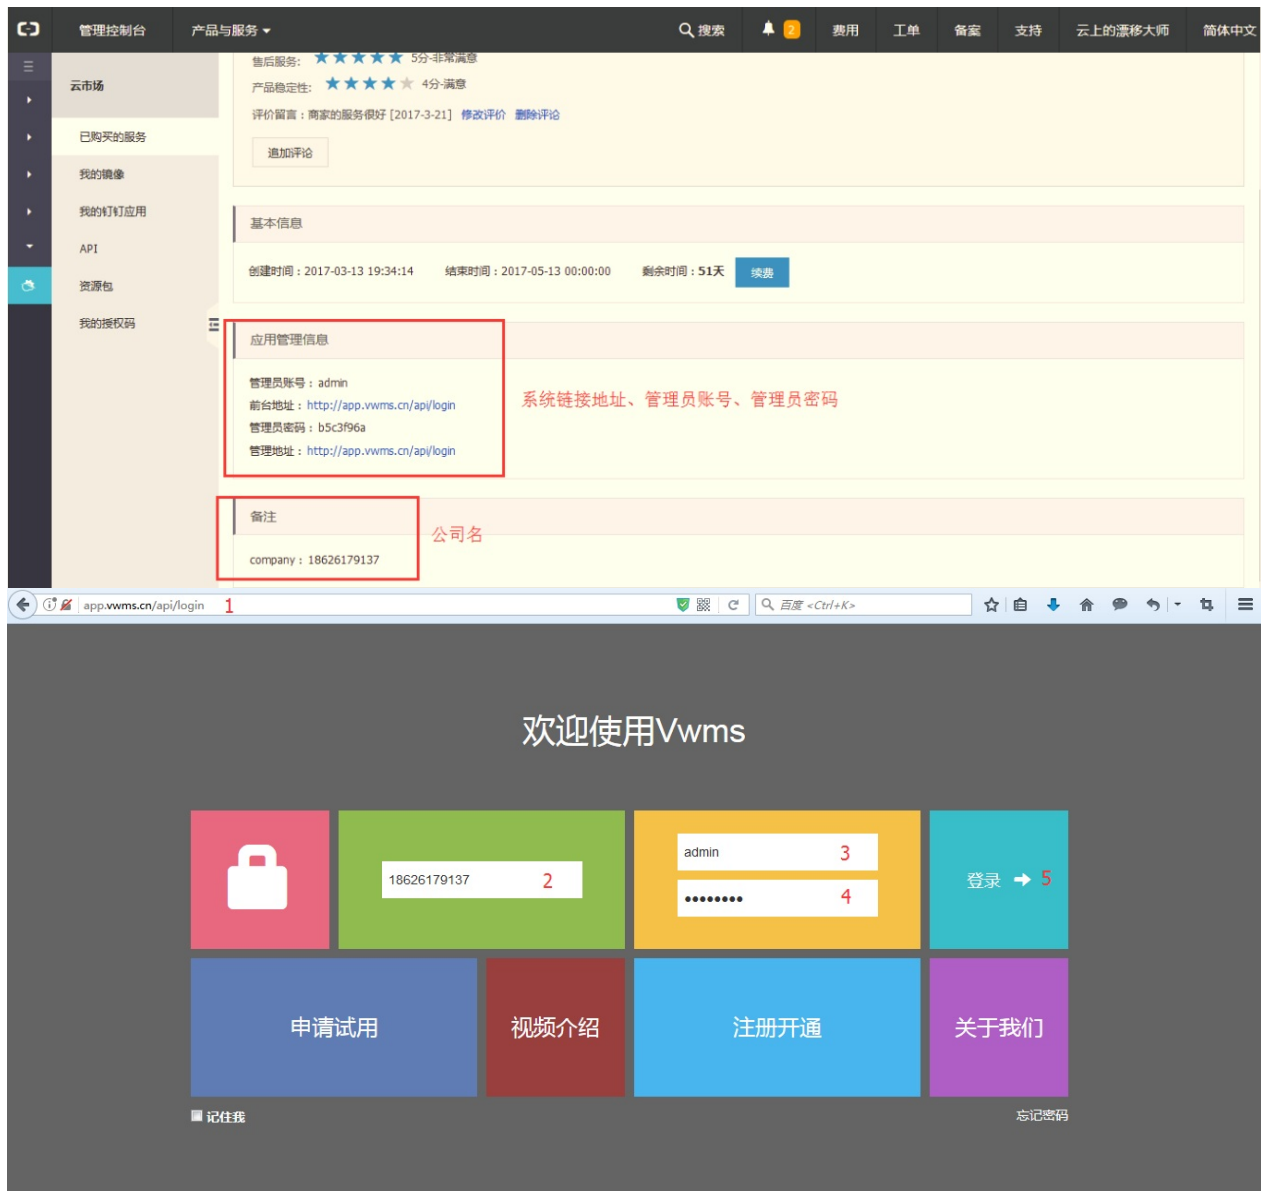 管理控制台 产品与服务 搜索 2 费用 工单 备案 支持 云上的漂移大师 简体中文
售后服务: 5分-非常满意
云市场
产品稳定性: 4分-满意
评价留言：商家的服务很好 [2017-3-21] 修改评价 删除评论
已购买的服务
追加评论
我的镜像
我的钉钉应用
基本信息
API
创建时间：2017-03-13 19:34:14 结束时间：2017-05-13 00:00:00 剩余时间：51天 续费
资源包
我的授权码
应用管理信息
管理员账号：admin
前台地址：http://app.vwms.cn/api/login
系统链接地址、管理员账号、管理员密码
管理员密码：b5c3f96a
管理地址：http://app.vwms.cn/api/login
备注
公司名
company：18626179137
app.vwms.cn/api/login 1 百度 <Ctrl+K>
欢迎使用Vwms
admin 3
18626179137 2
登录 5
•••••••• 4
申请试用 视频介绍 注册开通 关于我们
记住我 忘记密码